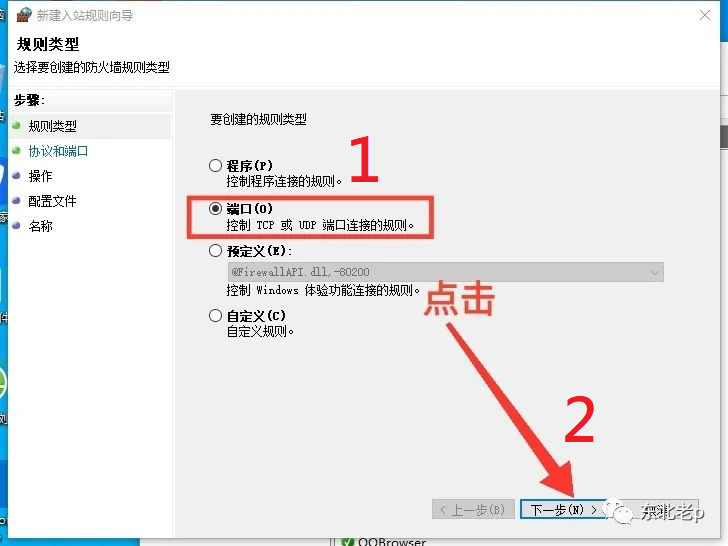 新建入站规则向导
规则类型
选择要创建的防火墙规则类型
步骤:
规则类型
协议和端口
操作
配置文件
名称
要创建的规则类型
程序(P)
控制程序连接的规则。
1
端口(O)
控制 TCP 或 UDP 端口连接的规则。
预定义(E):
@FirewallAPI.dll,-80200
控制 Windows 体验功能连接的规则。
点击
自定义(C)
自定义规则。
2
< 上一步(B)
下一步(N) >
东北老p
QQBrowser